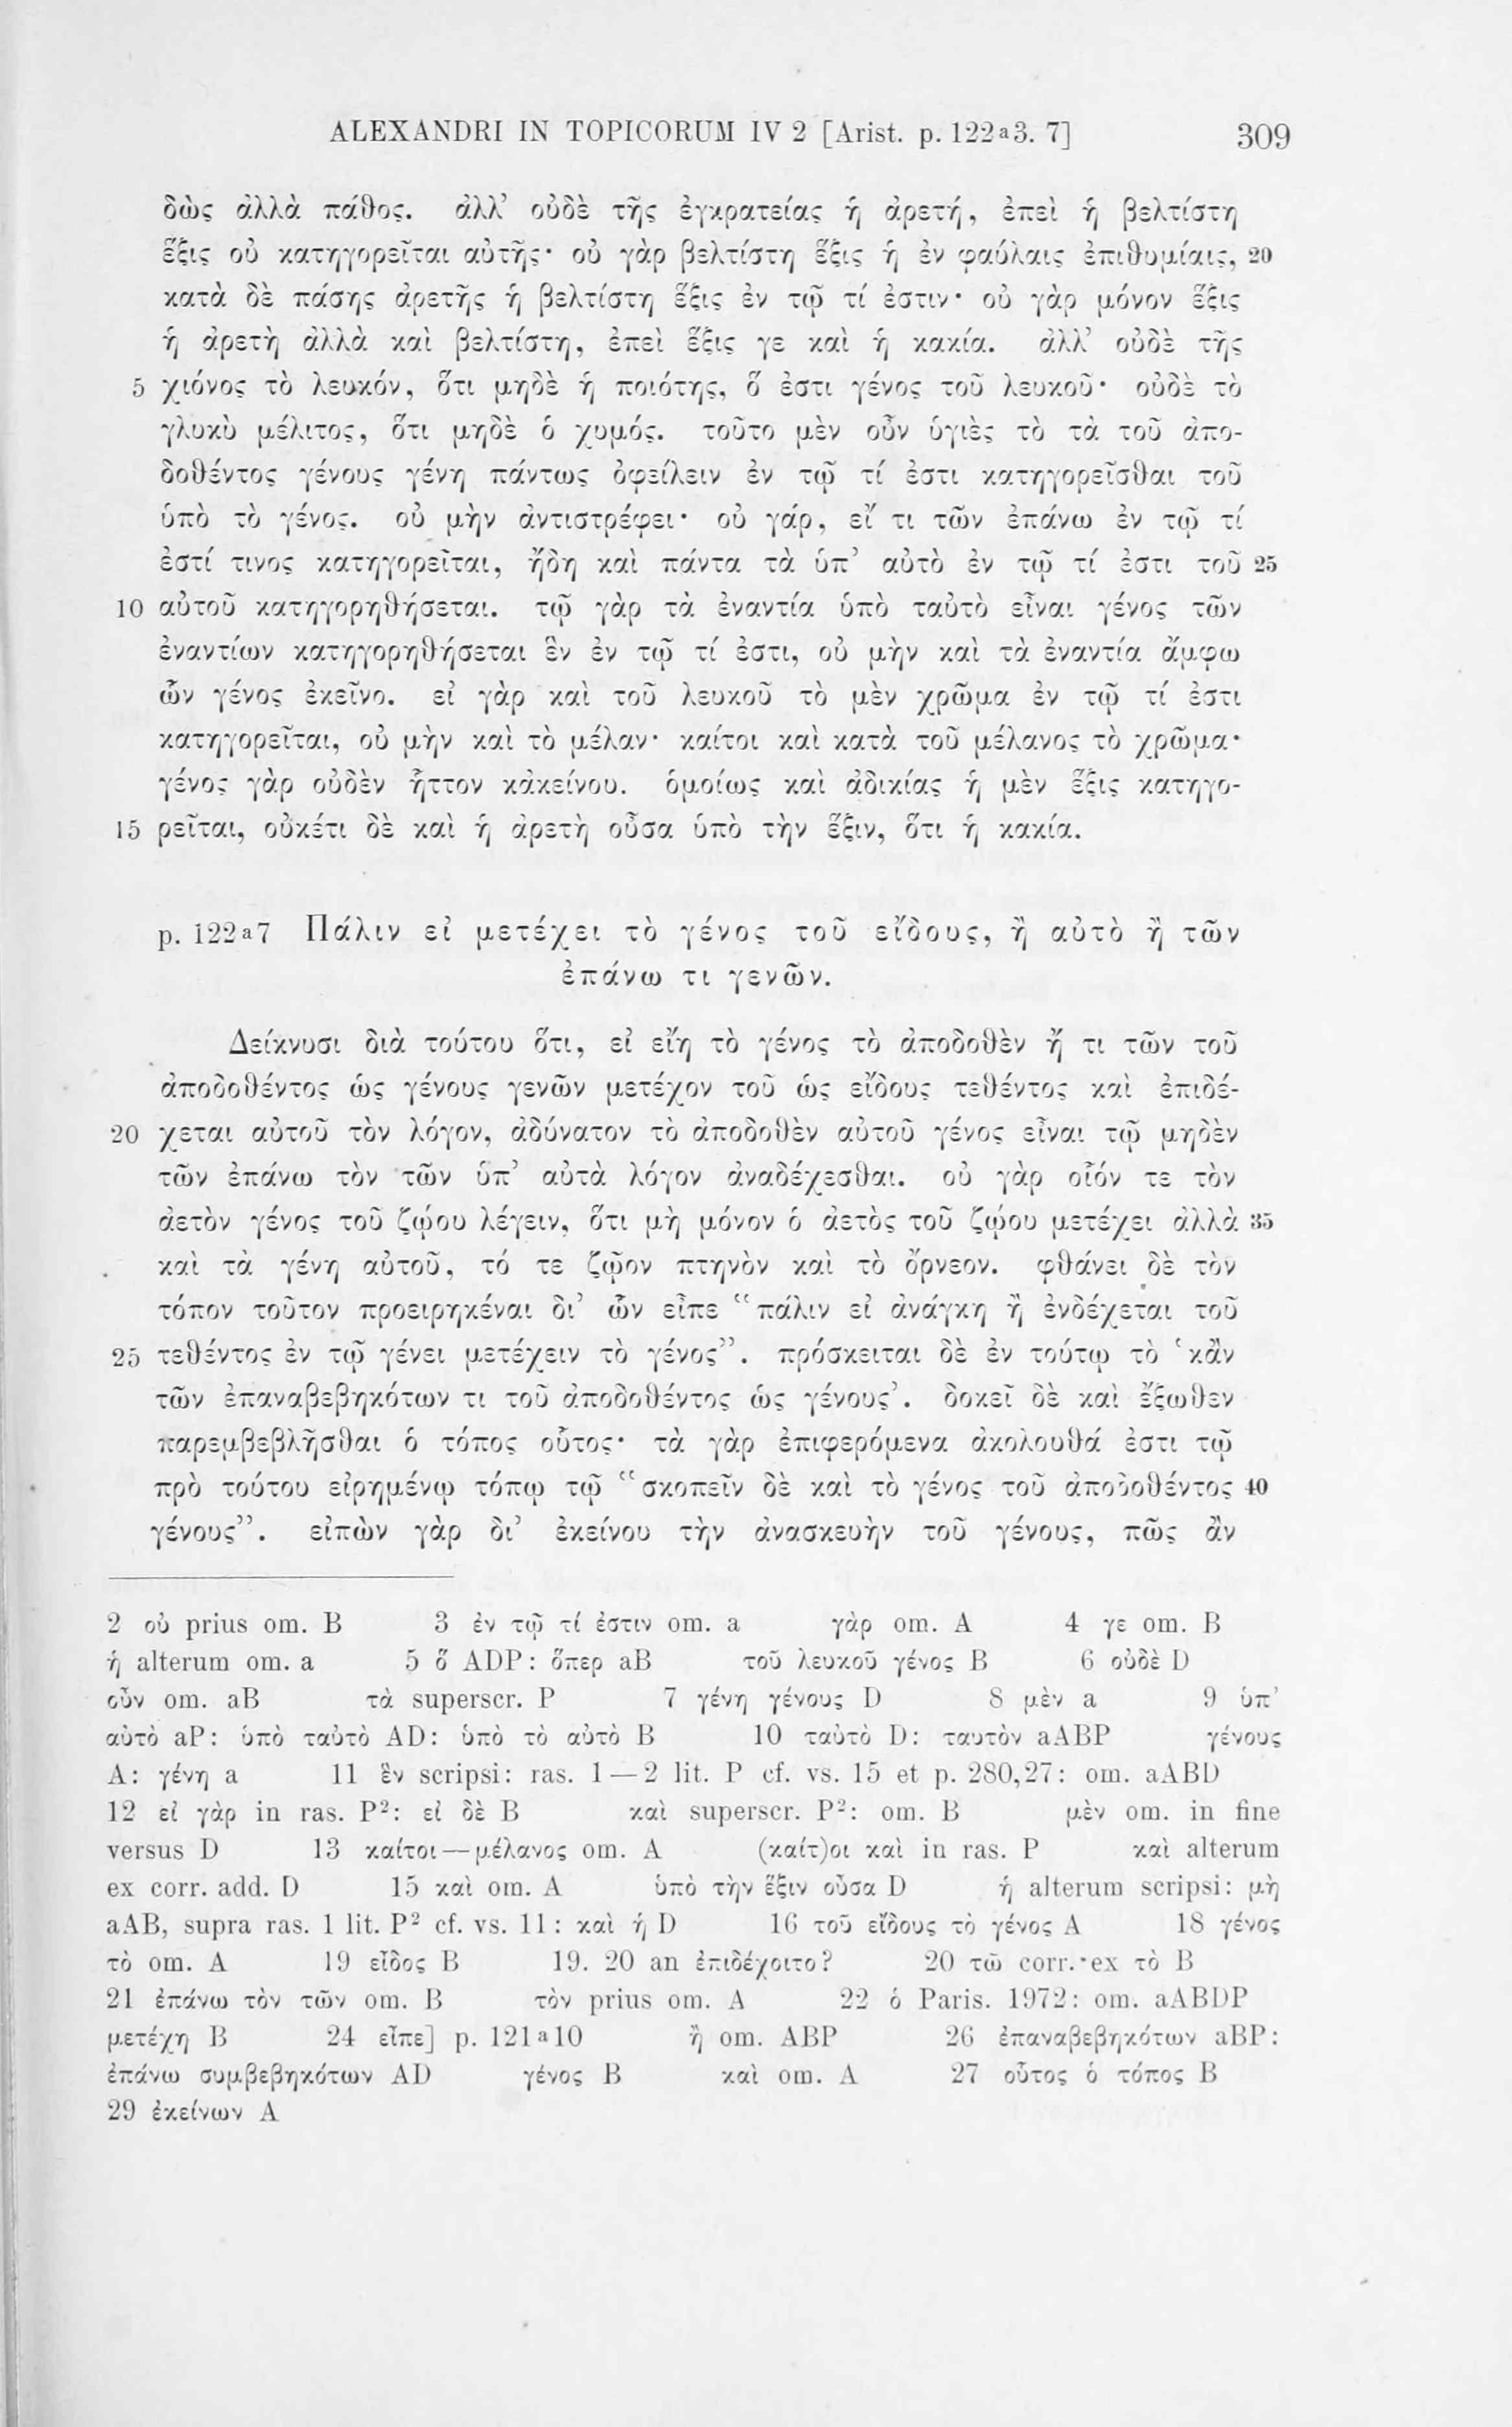 ALEXANDRI IN TOPICORUM IV 2 [Arist. p. 122a3. 7] 309
δὼς ἀλλὰ πάθος. ἀλλ’ οὐδὲ τῆς ἐγκρατείας ἡ ἀρετή, ἐπεὶ ἡ βελτίστη
ἕξις οὐ κατηγορεῖται αὐτῆς· οὐ γὰρ βελτίστη ἕξις ἡ ἐν φαύλαις ἐπιθυμίαις, 20
κατὰ δὲ πάσης ἀρετῆς ἡ βελτίστη ἕξις ἐν τῷ τί ἐστιν· οὐ γὰρ μόνον ἕξις
ἡ ἀρετὴ ἀλλὰ καὶ βελτίστη, ἐπεὶ ἕξις γε καὶ ἡ κακία. ἀλλ’ οὐδὲ τῆς
5 χιόνος τὸ λευκόν, ὅτι μηδὲ ἡ ποιότης, ὅ ἐστι γένος τοῦ λευκοῦ· οὐδὲ τὸ
γλυκὺ μέλιτος, ὅτι μηδὲ ὁ χυμός. τοῦτο μὲν οὖν ὑγιὲς τὸ τὰ τοῦ ἀπο-
δοθέντος γένους γένη πάντως ὀφείλειν ἐν τῷ τί ἐστι κατηγορεῖσθαι τοῦ
ὑπὸ τὸ γένος. οὐ μὴν ἀντιστρέφει· οὐ γάρ, εἴ τι τῶν ἐπάνω ἐν τῷ τί
ἐστί τινος κατηγορεῖται, ἤδη καὶ πάντα τὰ ὑπ’ αὐτὸ ἐν τῷ τί ἐστι τοῦ 25
10 αὐτοῦ κατηγορηθήσεται. τῷ γὰρ τὰ ἐναντία ὑπὸ ταὐτὸ εἶναι γένος τῶν
ἐναντίων κατηγορηθήσεται ἓν ἐν τῷ τί ἐστι, οὐ μὴν καὶ τὰ ἐναντία ἄμφω
ὧν γένος ἐκεῖνο. εἰ γὰρ καὶ τοῦ λευκοῦ τὸ μὲν χρῶμα ἐν τῷ τί ἐστι
κατηγορεῖται, οὐ μὴν καὶ τὸ μέλαν· καίτοι καὶ κατὰ τοῦ μέλανος τὸ χρῶμα·
γένος γὰρ οὐδὲν ἧττον κἀκείνου. ὁμοίως καὶ ἀδικίας ἡ μὲν ἕξις κατηγο-
15 ρεῖται, οὐκέτι δὲ καὶ ἡ ἀρετὴ οὖσα ὑπὸ τὴν ἕξιν, ὅτι ἡ κακία.
p. 122a7 Πάλιν εἰ μετέχει τὸ γένος τοῦ εἴδους, ἢ αὐτὸ ἢ τῶν
ἐπάνω τι γενῶν.
Δείκνυσι διὰ τούτου ὅτι, εἰ εἴη τὸ γένος τὸ ἀποδοθὲν ἤ τι τῶν τοῦ
ἀποδοθέντος ὡς γένους γενῶν μετέχον τοῦ ὡς εἴδους τεθέντος καὶ ἐπιδέ-
20 χεται αὐτοῦ τὸν λόγον, ἀδύνατον τὸ ἀποδοθὲν αὐτοῦ γένος εἶναι τῷ μηδὲν
τῶν ἐπάνω τὸν τῶν ὑπ’ αὐτὰ λόγον ἀναδέχεσθαι. οὐ γὰρ οἷόν τε τὸν
ἀετὸν γένος τοῦ ζῴου λέγειν, ὅτι μὴ μόνον ὁ ἀετὸς τοῦ ζῴου μετέχει ἀλλὰ 35
καὶ τὰ γένη αὐτοῦ, τό τε ζῷον πτηνὸν καὶ τὸ ὄρνεον. φθάνει δὲ τὸν
τόπον τοῦτον προειρηκέναι δι’ ὧν εἶπε “πάλιν εἰ ἀνάγκη ἢ ἐνδέχεται τοῦ
25 τεθέντος ἐν τῷ γένει μετέχειν τὸ γένος”. πρόσκειται δὲ ἐν τούτῳ τὸ ‘κἂν
τῶν ἐπαναβεβηκότων τι τοῦ ἀποδοθέντος ὡς γένους’. δοκεῖ δὲ καὶ ἔξωθεν
παρεμβεβλῆσθαι ὁ τόπος οὗτος· τὰ γὰρ ἐπιφερόμενα ἀκόλουθά ἐστι τῷ
πρὸ τούτου εἰρημένῳ τόπῳ τῷ “σκοπεῖν δὲ καὶ τὸ γένος τοῦ ἀποδοθέντος 40
γένους”. εἰπὼν γὰρ δι’ ἐκείνου τὴν ἀνασκευὴν τοῦ γένους, πῶς ἂν
2 οὐ prius om. B 3 ἐν τῷ τί ἐστιν om. a γὰρ om. A 4 γε om. B
ἡ alterum om. a 5 ὅ ADP: ὅπερ aB τοῦ λευκοῦ γένος B 6 οὐδὲ D
οὖν om. aB τὰ superscr. P 7 γένη γένους D 8 μὲν a 9 ὑπ’
αὐτὸ aP: ὑπὸ ταὐτὸ AD: ὑπὸ τὸ αὐτὸ B 10 ταὐτὸ D: ταυτὸν aABP γένους
A: γένη a 11 ἓν scripsi: ras. 1—2 lit. P cf. vs. 15 et p. 280,27: om. aABD
12 εἰ γὰρ in ras. P²: εἰ δὲ B καὶ superscr. P²: om. B μὲν om. in fine
versus D 13 καίτοι—μέλανος om. A (καίτ)οι καὶ in ras. P καὶ alterum
ex corr. add. D 15 καὶ om. A ὑπὸ τὴν ἕξιν οὖσα D ἡ alterum scripsi: μὴ
aAB, supra ras. 1 lit. P² cf. vs. 11: καὶ ἡ D 16 τοῦ εἴδους τὸ γένος A 18 γένος
τὸ om. A 19 εἶδος B 19. 20 an ἐπιδέχοιτο? 20 τῶ corr. ex τὸ B
21 ἐπάνω τὸν τῶν om. B τὸν prius om. A 22 ὁ Paris. 1972: om. aABDP
μετέχη B 24 εἶπε] p. 121a10 ἢ om. ABP 26 ἐπαναβεβηκότων aBP:
ἐπάνω συμβεβηκότων AD γένος B καὶ om. A 27 οὗτος ὁ τόπος B
29 ἐκείνων A